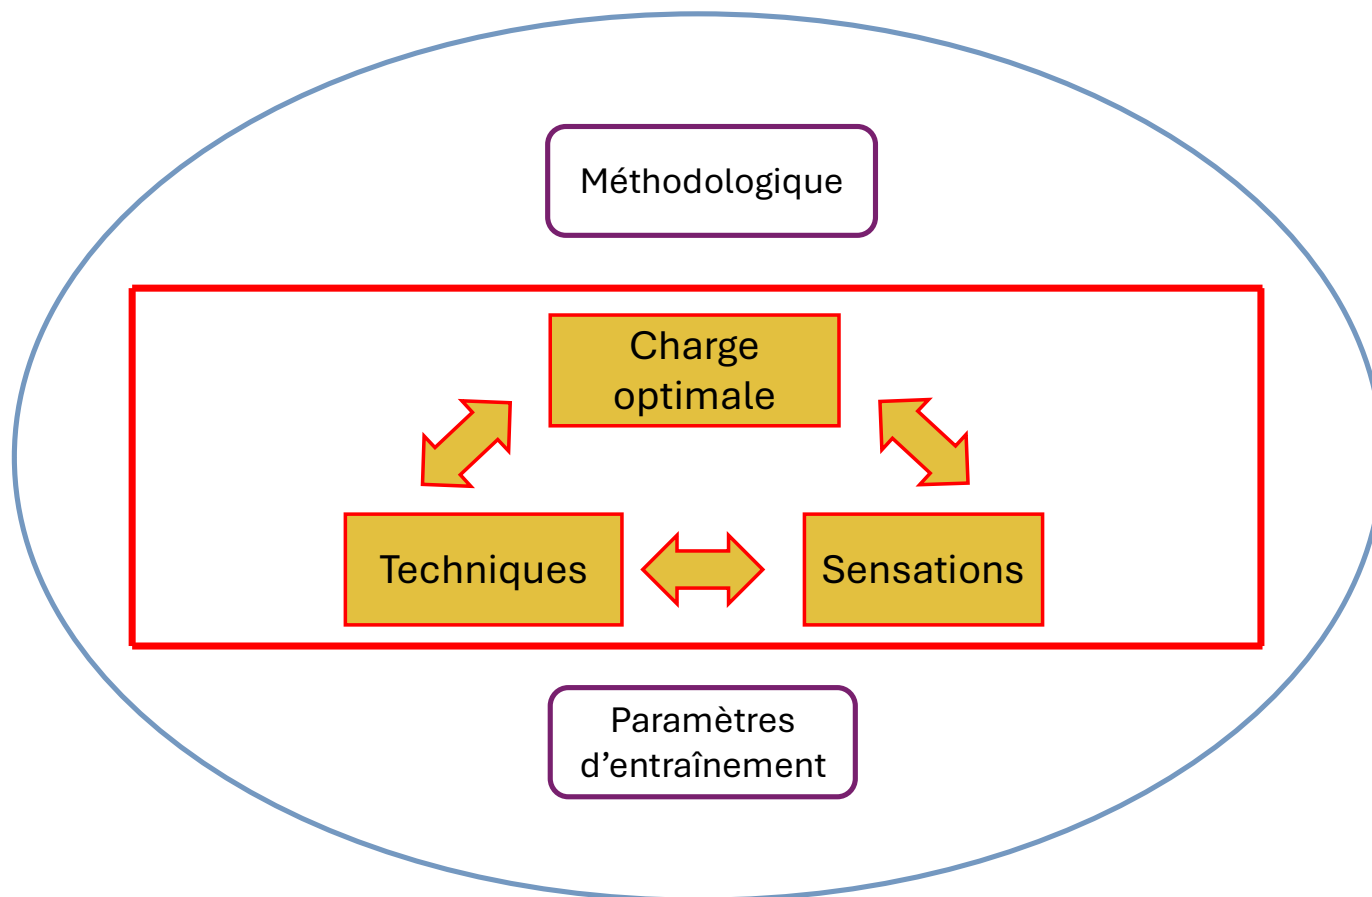 Méthodologique
Charge
optimale
Techniques
Sensations
Paramètres
d’entraînement